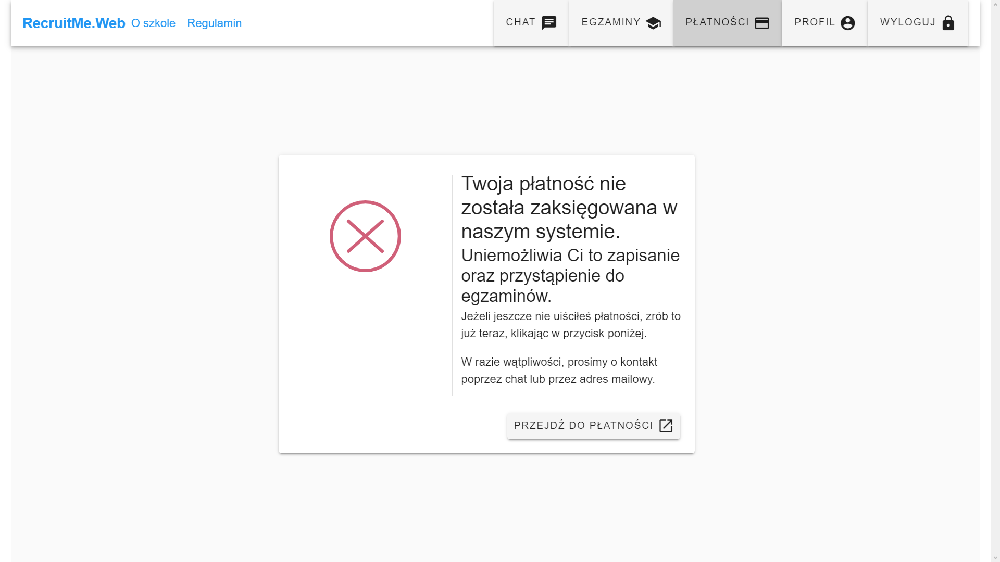 RecruitMe.Web O szkole Regulamin CHAT EGZAMINY PŁATNOŚCI PROFIL WYLOGUJ
Twoja płatność nie
została zaksięgowana w
naszym systemie.
Uniemożliwia Ci to zapisanie
oraz przystąpienie do
egzaminów.
Jeżeli jeszcze nie uiściłeś płatności, zrób to
już teraz, klikając w przycisk poniżej.
W razie wątpliwości, prosimy o kontakt
poprzez chat lub przez adres mailowy.
PRZEJDŹ DO PŁATNOŚCI